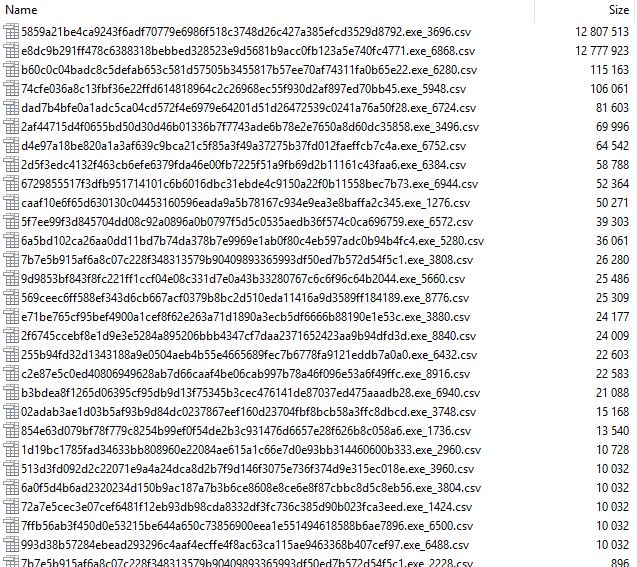 Name Size
5859a21be4ca9243f6adf70779e6986f518c3748d26c427a385efcd3529d8792.exe_3696.csv 12 807 513
e8dc9b291ff478c6388318bebbed328523e9d5681b9acc0fb123a5e740fc4771.exe_6868.csv 12 777 923
b60c0c04badc8c5defab653c581d57505b3455817b57ee70af74311fa0b65e22.exe_6280.csv 115 163
74cfe036a8c13fbf36e22ffd614818964c2c26968ec55f930d2af897ed70bb45.exe_5948.csv 106 061
dad7b4bfe0a1adc5ca04cd572f4e6979e64201d51d26472539c0241a76a50f28.exe_6724.csv 81 603
2af44715d4f0655bd50d30d46b01336b7f7743ade6b78e2e7650a8d60dc35858.exe_3496.csv 69 996
d4e97a18be820a1a3af639c9bca21c5f85a3f49a37275b37fd012faeffcb7c4a.exe_6752.csv 64 542
2d5f3edc4132f463cb6efe6379fda46e00fb7225f51a9fb69d2b11161c43faa6.exe_6384.csv 58 788
6729855517f3dfb951714101c6b6016dbc31ebde4c9150a22f0b11558bec7b73.exe_6944.csv 52 364
caaf10e6f65d630130c04453160596eada9a5b78167c934e9ea3e8baffa2c345.exe_1276.csv 50 271
5f7ee99f3d845704dd08c92a0896a0b0797f5d5c0535aedb36f574c0ca696759.exe_6572.csv 39 303
6a5bd102ca26aa0dd11bd7b74da378b7e9969e1ab0f80c4eb597adc0b94b4fc4.exe_5280.csv 36 061
7b7e5b915af6a8c07c228f348313579b90409893365993df50ed7b572d54f5c1.exe_3808.csv 26 280
9d9853bf843f8fc221ff1ccf04e08c331d7e0a43b33280767c6c6f96c64b2044.exe_5660.csv 25 486
569ceec6ff588ef343d6cb667acf0379b8bc2d510eda11416a9d3589ff184189.exe_8776.csv 25 309
e71be765cf95bef4900a1cef8f62e263a71d1890a3ecb5df6666b88190e1e53c.exe_3880.csv 24 177
2f6745ccebf8e1d9e3e5284a895206bbb4347cf7daa2371652423aa9b94dfd3d.exe_8840.csv 24 009
255b94fd32d1343188a9e0504aeb4b55e4665689fec7b6778fa9121eddb7a0a0.exe_6432.csv 22 603
c2e87e5c0ed40806949628ab7d66caaf4be06cab997b78a46f096e53a6f49ffc.exe_8916.csv 22 583
b3bdea8f1265d06395cf95db9d13f75345b3cec476141de87037ed475aaadb28.exe_6940.csv 21 088
02adab3ae1d03b5af93b9d84dc0237867eef160d23704fbf8bcb58a3ffc8dbcd.exe_3748.csv 15 168
854e63d079bf78f779c8254b99ef0f54de2b3c931476d6657e28f626b8c058a6.exe_1736.csv 13 540
1d19bc1785fad34633bb808960e22084ae615a1c66e7d0e93bb314460600b333.exe_2960.csv 10 728
513d3fd092d2c22071e9a4a24dca8d2b7f9d146f3075e736f374d9e315ec018e.exe_3960.csv 10 032
6a0f5d4b6ad2320234d150b9ac187a7b3b6ce8608e8ce6e8f87cbbc8d5c8eb56.exe_3804.csv 10 032
72a7e5cec3e07cef6481f12eb93db98cda8332df3fc736c385d90b023fca3eed.exe_1424.csv 10 032
7ffb56ab3f450d0e53215be644a650c73856900eea1e551494618588b6ae7896.exe_6500.csv 10 032
993d38b57284ebead293296c4aaf4ecffe4f8ac63ca115ae9463368b407cef97.exe_6488.csv 10 032
7b7e5b915af6a8c07c228f348313579b90409893365993df50ed7b572d54f5c1.exe_2228.csv 896